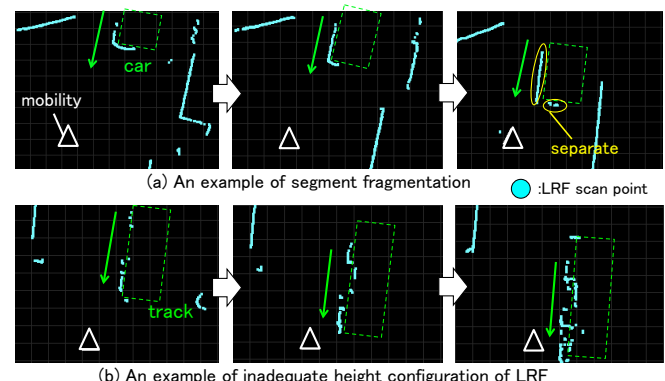 car
mobility
separate
(a) An example of segment fragmentation
:LRF scan point
track
(b) An example of inadequate height configuration of LRF